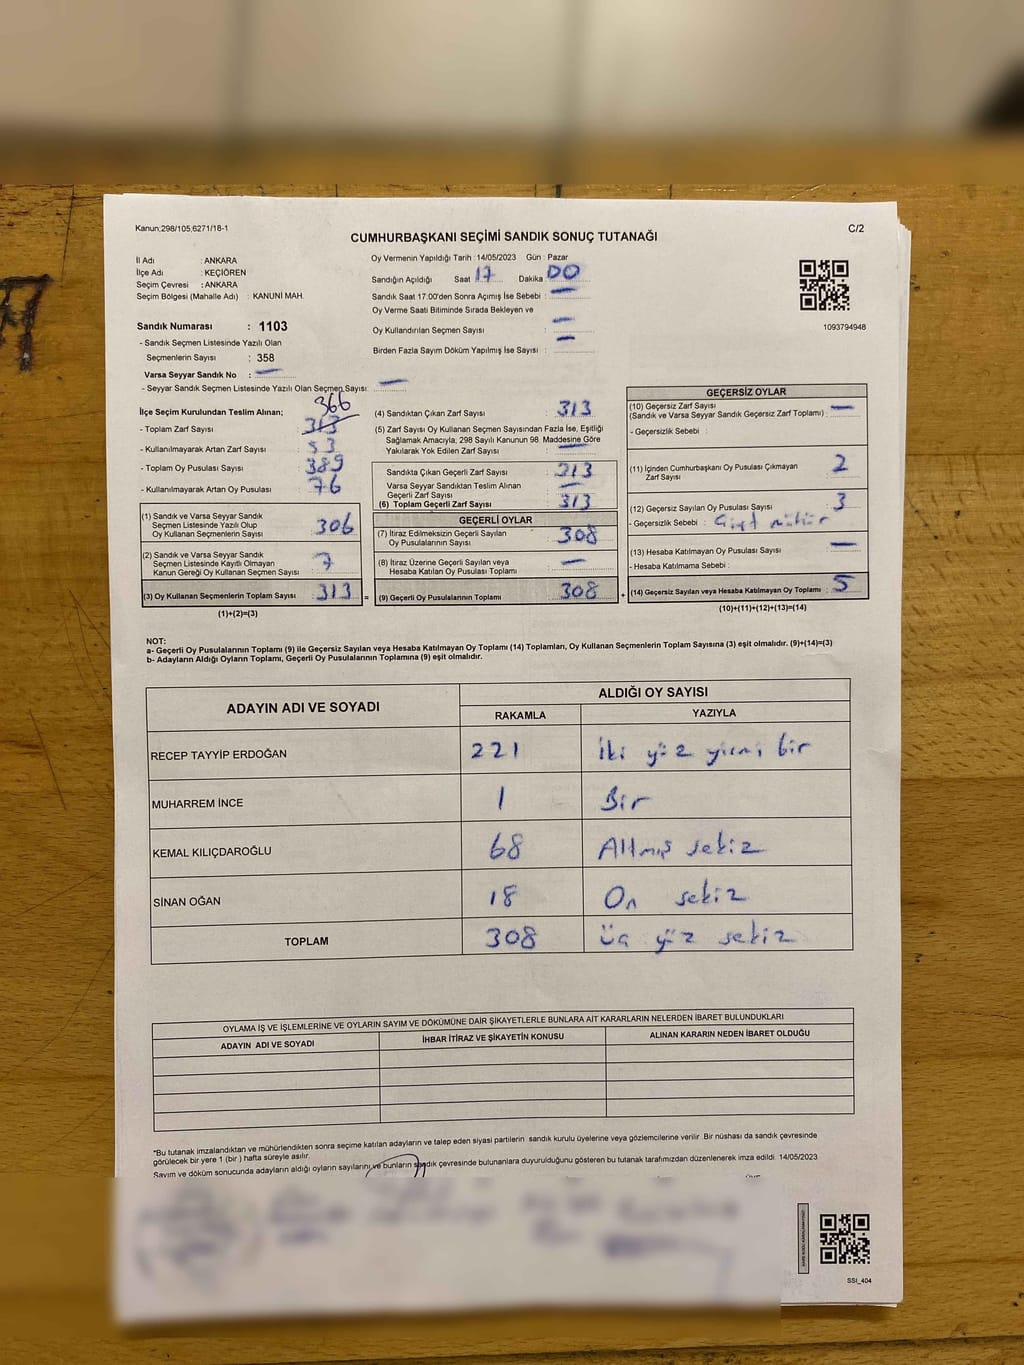 Kanun,298/105,6271/18-1
C/2
CUMHURBAŞKANI SEÇİMİ SANDIK SONUÇ TUTANAĞI
İl Adı : ANKARA
İlçe Adı : KEÇİÖREN
Seçim Çevresi : ANKARA
Seçim Bölgesi (Mahalle Adı) : KANUNİ MAH.
Sandık Numarası : 1103
- Sandık Seçmen Listesinde Yazılı Olan
Seçmenlerin Sayısı : 358
Varsa Seyyar Sandık No : —
- Seyyar Sandık Seçmen Listesinde Yazılı Olan Seçmen Sayısı: —
Oy Vermenin Yapıldığı Tarih : 14/05/2023 Gün : Pazar
Sandığın Açıldığı Saat 17 Dakika 00
Sandık Saat 17:00'den Sonra Açımış İse Sebebi : —
Oy Verme Saati Bitiminde Sırada Bekleyen ve
Oy Kullandırılan Seçmen Sayısı : —
Birden Fazla Sayım Döküm Yapılmış İse Sayısı : —
1093794948
İlçe Seçim Kurulundan Teslim Alınan;
366
- Toplam Zarf Sayısı : 313
- Kullanılmayarak Artan Zarf Sayısı : 53
- Toplam Oy Pusulası Sayısı : 389
- Kullanılmayarak Artan Oy Pusulası : 76
(1) Sandık ve Varsa Seyyar Sandık
Seçmen Listesinde Yazılı Olup
Oy Kullanan Seçmenlerin Sayısı : 306
(2) Sandık ve Varsa Seyyar Sandık
Seçmen Listesinde Kayıtlı Olmayan
Kanun Gereği Oy Kullanan Seçmen Sayısı : 7
(3) Oy Kullanan Seçmenlerin Toplam Sayısı : 313 =
(1)+(2)=(3)
(4) Sandıktan Çıkan Zarf Sayısı : 313
(5) Zarf Sayısı Oy Kullanan Seçmen Sayısından Fazla İse, Eşitliği
Sağlamak Amacıyla, 298 Sayılı Kanunun 98. Maddesine Göre
Yakılarak Yok Edilen Zarf Sayısı : —
Sandıkta Çıkan Geçerli Zarf Sayısı : 313
Varsa Seyyar Sandıktan Teslim Alınan
Geçerli Zarf Sayısı : —
(6) Toplam Geçerli Zarf Sayısı : 313
GEÇERLİ OYLAR
(7) İtiraz Edilmeksizin Geçerli Sayılan
Oy Pusulalarının Sayısı : 308
(8) İtiraz Üzerine Geçerli Sayılan veya
Hesaba Katılan Oy Pusulası Toplamı : —
(9) Geçerli Oy Pusulalarının Toplamı : 308 +
GEÇERSİZ OYLAR
(10) Geçersiz Zarf Sayısı
(Sandık ve Varsa Seyyar Sandık Geçersiz Zarf Toplamı) : —
- Geçersizlik Sebebi :
(11) İçinden Cumhurbaşkanı Oy Pusulası Çıkmayan
Zarf Sayısı : 2
(12) Geçersiz Sayılan Oy Pusulası Sayısı : 3
- Geçersizlik Sebebi : Çift mühür
(13) Hesaba Katılmayan Oy Pusulası Sayısı : —
- Hesaba Katılmama Sebebi :
(14) Geçersiz Sayılan veya Hesaba Katılmayan Oy Toplamı : 5
(10)+(11)+(12)+(13)=(14)
NOT:
a- Geçerli Oy Pusulalarının Toplamı (9) ile Geçersiz Sayılan veya Hesaba Katılmayan Oy Toplamı (14) Toplamları, Oy Kullanan Seçmenlerin Toplam Sayısına (3) eşit olmalıdır. (9)+(14)=(3)
b- Adayların Aldığı Oyların Toplamı, Geçerli Oy Pusulalarının Toplamına (9) eşit olmalıdır.
ADAYIN ADI VE SOYADI ALDIĞI OY SAYISI
RAKAMLA YAZIYLA
RECEP TAYYİP ERDOĞAN 221 İki yüz yirmi bir
MUHARREM İNCE 1 Bir
KEMAL KILIÇDAROĞLU 68 Altmış sekiz
SİNAN OĞAN 18 On sekiz
TOPLAM 308 Üç yüz sekiz
OYLAMA İŞ VE İŞLEMLERİNE VE OYLARIN SAYIM VE DÖKÜMÜNE DAİR ŞİKAYETLERLE BUNLARA AİT KARARLARIN NELERDEN İBARET BULUNDUKLARI
ADAYIN ADI VE SOYADI İHBAR İTİRAZ VE ŞİKAYETİN KONUSU ALINAN KARARIN NEDEN İBARET OLDUĞU
*Bu tutanak imzalandıktan ve mühürlendikten sonra seçime katılan adayların ve talep eden siyasi partilerin sandık kurulu üyelerine veya gözlemcilerine verilir. Bir nüshası da sandık çevresinde
görülecek bir yere 1 (bir) hafta süreyle asılır.
Sayım ve döküm sonucunda adayların aldığı oyların sayılarını ve bunların sandık çevresinde bulunanlara duyurulduğunu gösteren bu tutanak tarafımızdan düzenlenerek imza edildi. 14/05/2023
SSI_404